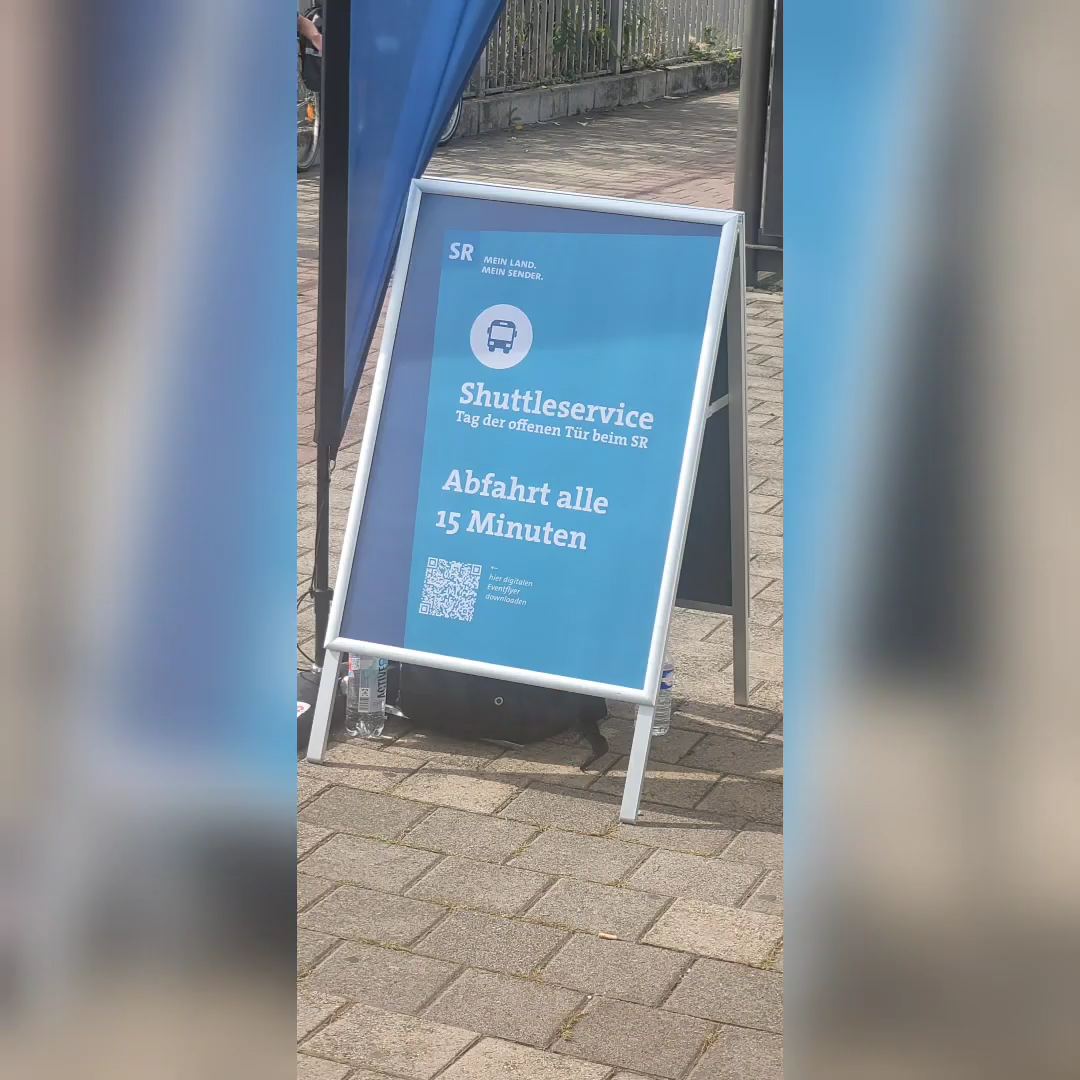 SR
MEIN LAND.
MEIN SENDER.
Shuttleservice
Tag der offenen Tür beim SR
Abfahrt alle
15 Minuten
←
hier digitalen
Eventflyer
downloaden